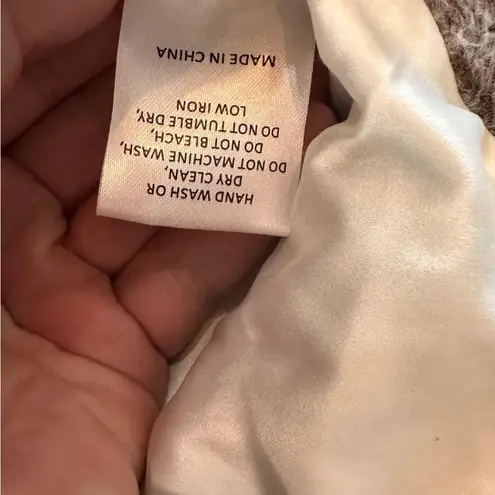 HAND WASH OR
DRY CLEAN,
DO NOT MACHINE WASH,
DO NOT BLEACH,
DO NOT TUMBLE DRY,
LOW IRON
MADE IN CHINA